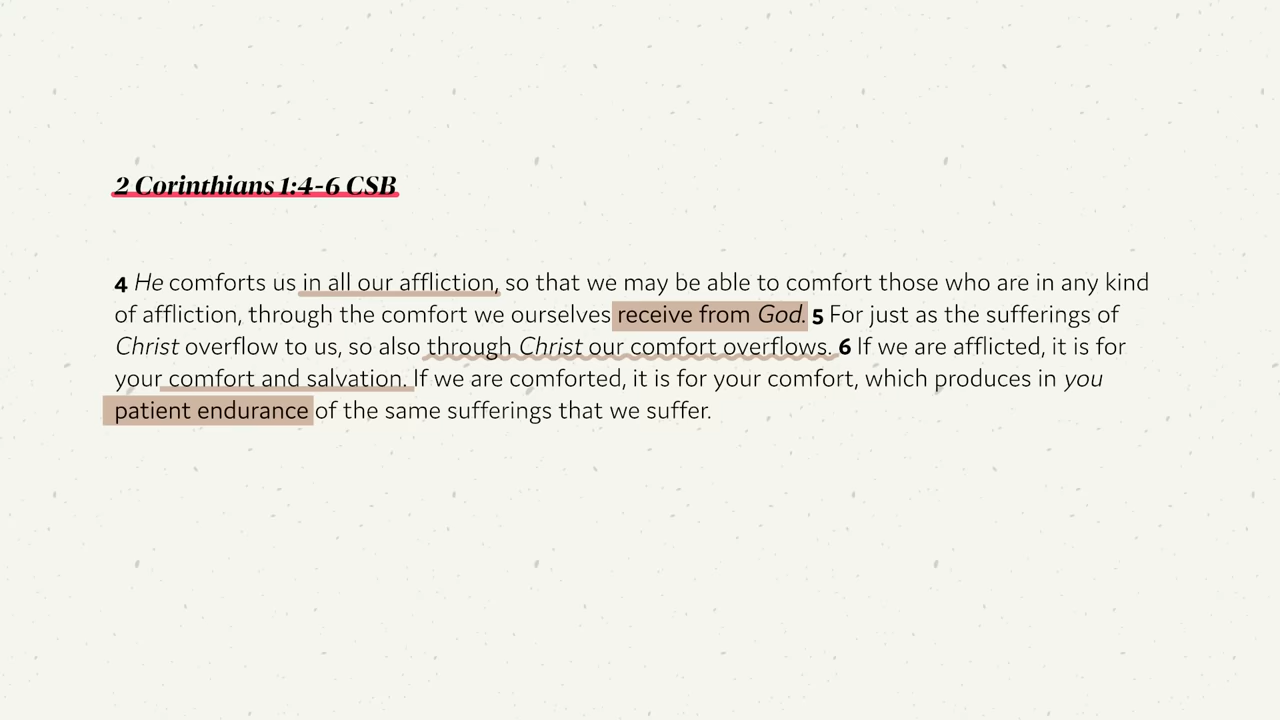 2 Corinthians 1:4-6 CSB
4 He comforts us in all our affliction, so that we may be able to comfort those who are in any kind
of affliction, through the comfort we ourselves receive from God. 5 For just as the sufferings of
Christ overflow to us, so also through Christ our comfort overflows. 6 If we are afflicted, it is for
your comfort and salvation. If we are comforted, it is for your comfort, which produces in you
patient endurance of the same sufferings that we suffer.